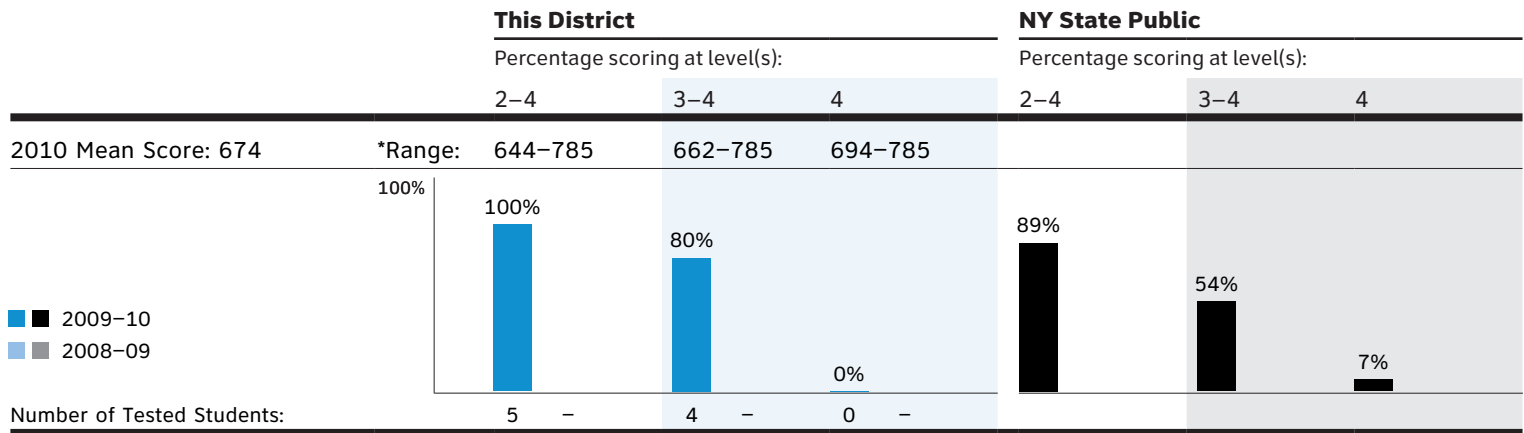 This District NY State Public
Percentage scoring at level(s): Percentage scoring at level(s):
2–4 3–4 4 2–4 3–4 4
2010 Mean Score: 674 *Range: 644–785 662–785 694–785
100%
100% 80% 0% 89% 54% 7%
2009–10
2008–09
Number of Tested Students: 5 – 4 – 0 –